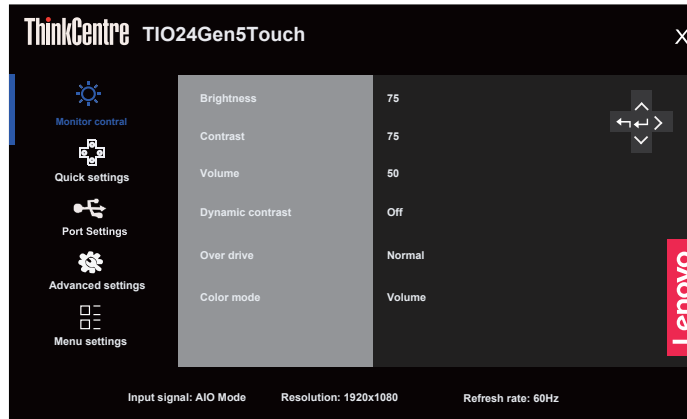 ThinkCentre TIO24Gen5Touch
X
Monitor contral
Quick settings
Port Settings
Advanced settings
Menu settings
Brightness 75
Contrast 75
Volume 50
Dynamic contrast Off
Over drive Normal
Color mode Volume
Lenovo
Input signal: AIO Mode Resolution: 1920x1080 Refresh rate: 60Hz